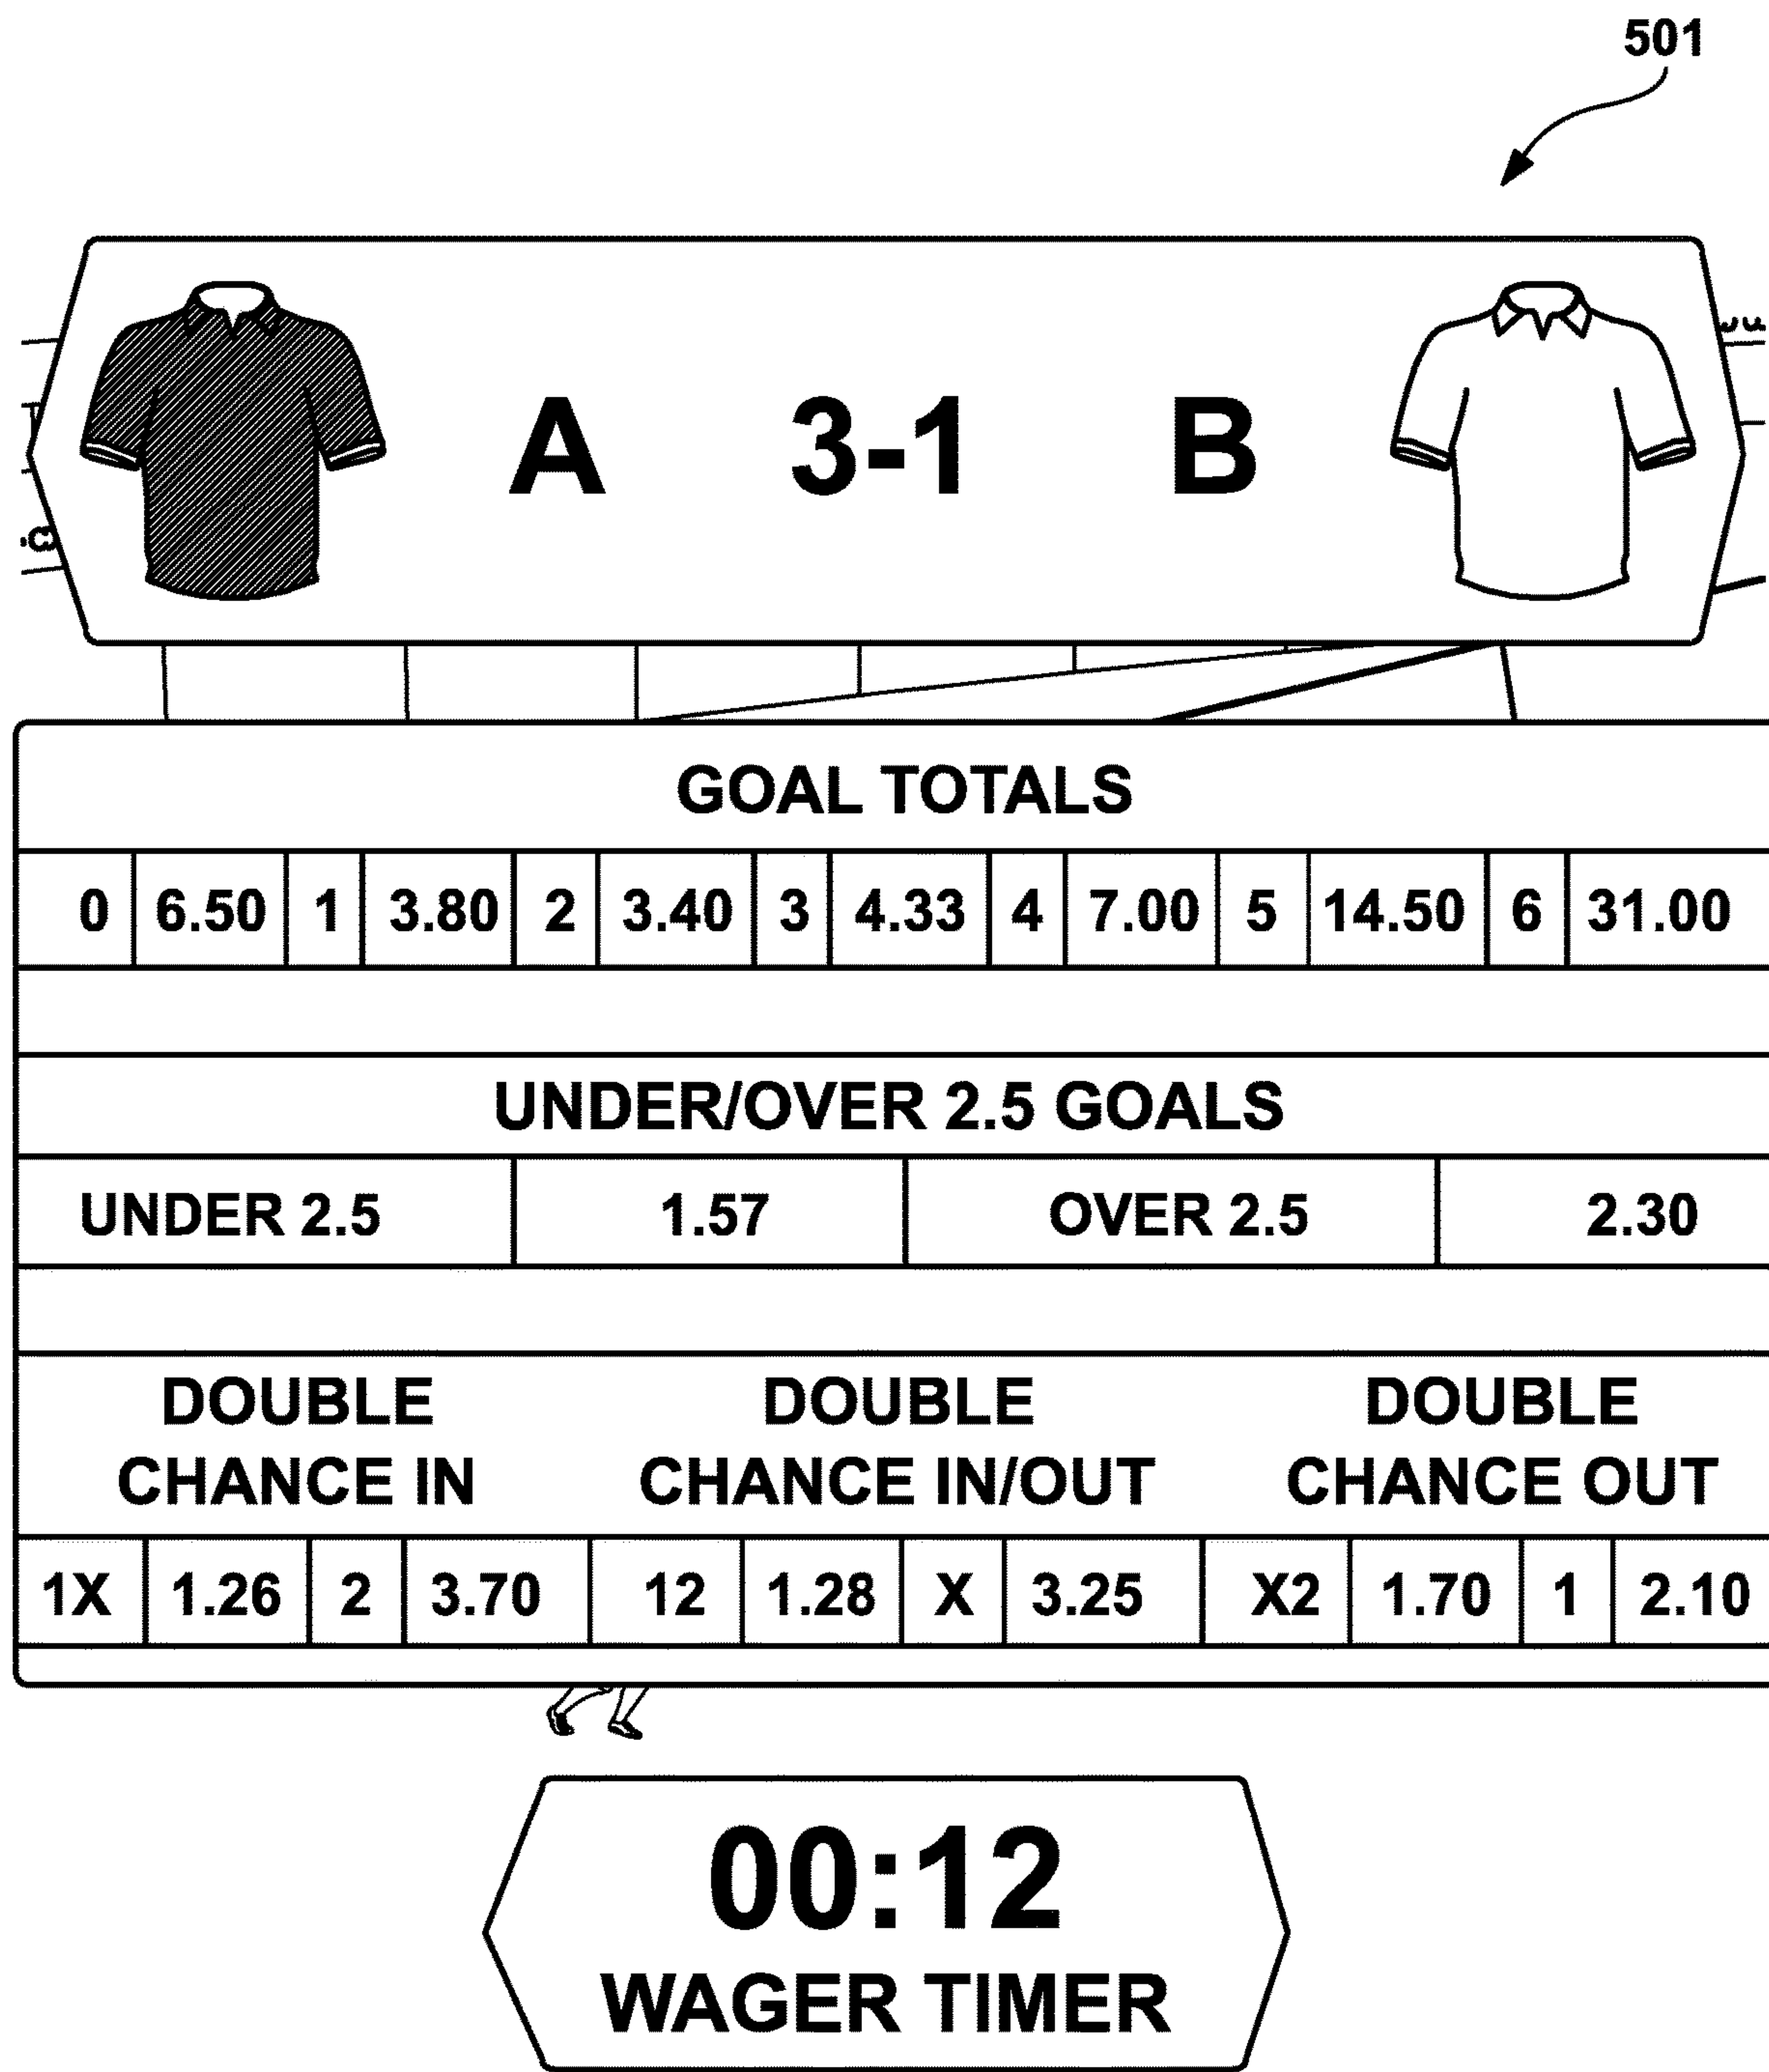 501
A 3-1 B
GOAL TOTALS
0 6.50 1 3.80 2 3.40 3 4.33 4 7.00 5 14.50 6 31.00
UNDER/OVER 2.5 GOALS
UNDER 2.5 1.57 OVER 2.5 2.30
DOUBLE CHANCE IN
DOUBLE CHANCE IN/OUT
DOUBLE CHANCE OUT
1X 1.26 2 3.70 12 1.28 X 3.25 X2 1.70 1 2.10
00:12
WAGER TIMER